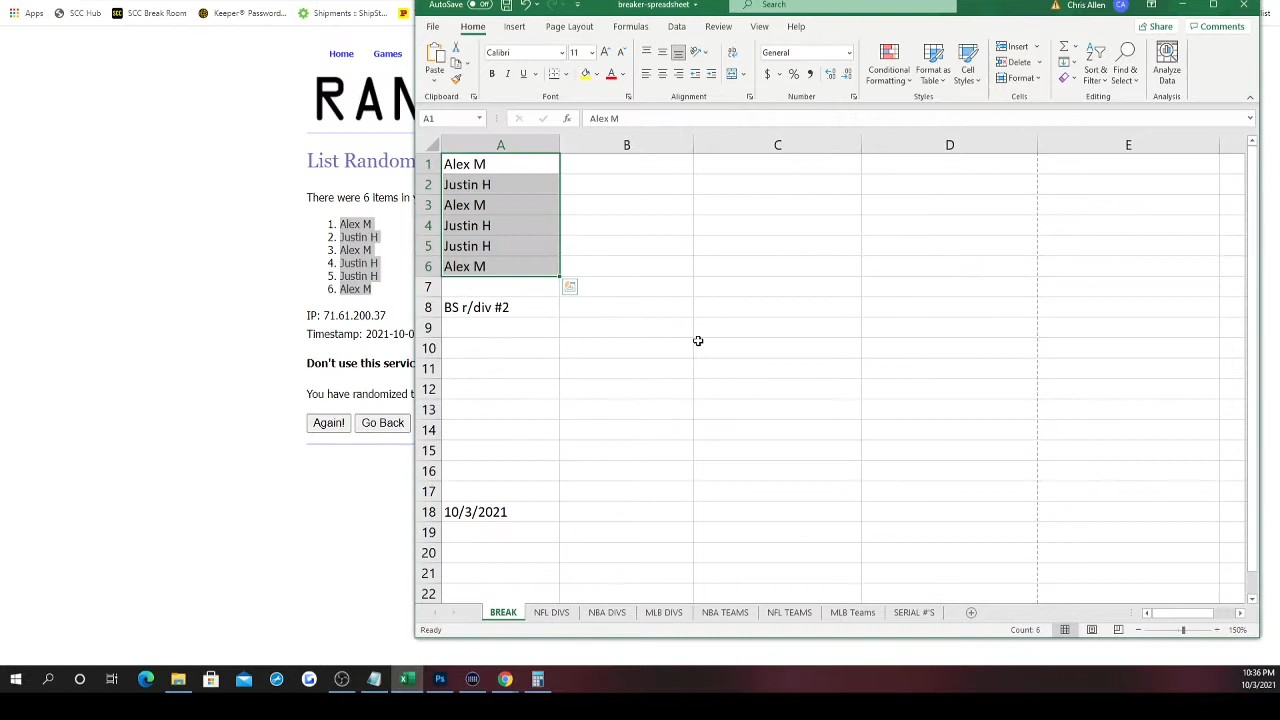 Apps
SCC Hub
SCC Break Room
Keeper® Password...
Shipments :: ShipSt...
Home Games
RAN
List Random
There were 6 items in y
1. Alex M
2. Justin H
3. Alex M
4. Justin H
5. Justin H
6. Alex M
IP: 71.61.200.37
Timestamp: 2021-10-0
Don't use this servic
You have randomized t
Again! Go Back
AutoSave Off breaker-spreadsheet Search Chris Allen
File Home Insert Page Layout Formulas Data Review View Help Share Comments
Paste
Calibri 11
General
Conditional Formatting
Format as Table
Cell Styles
Insert
Delete
Format
Sort & Filter
Find & Select
Analyze Data
Clipboard Font Alignment Number Styles Cells Editing Analysis
A1 fx Alex M
A B C D E
1 Alex M
2 Justin H
3 Alex M
4 Justin H
5 Justin H
6 Alex M
7
8 BS r/div #2
9
10
11
12
13
14
15
16
17
18 10/3/2021
19
20
21
22
BREAK NFL DIVS NBA DIVS MLB DIVS NBA TEAMS NFL TEAMS MLB Teams SERIAL #'S
Ready Count: 6 150%
10:36 PM
10/3/2021